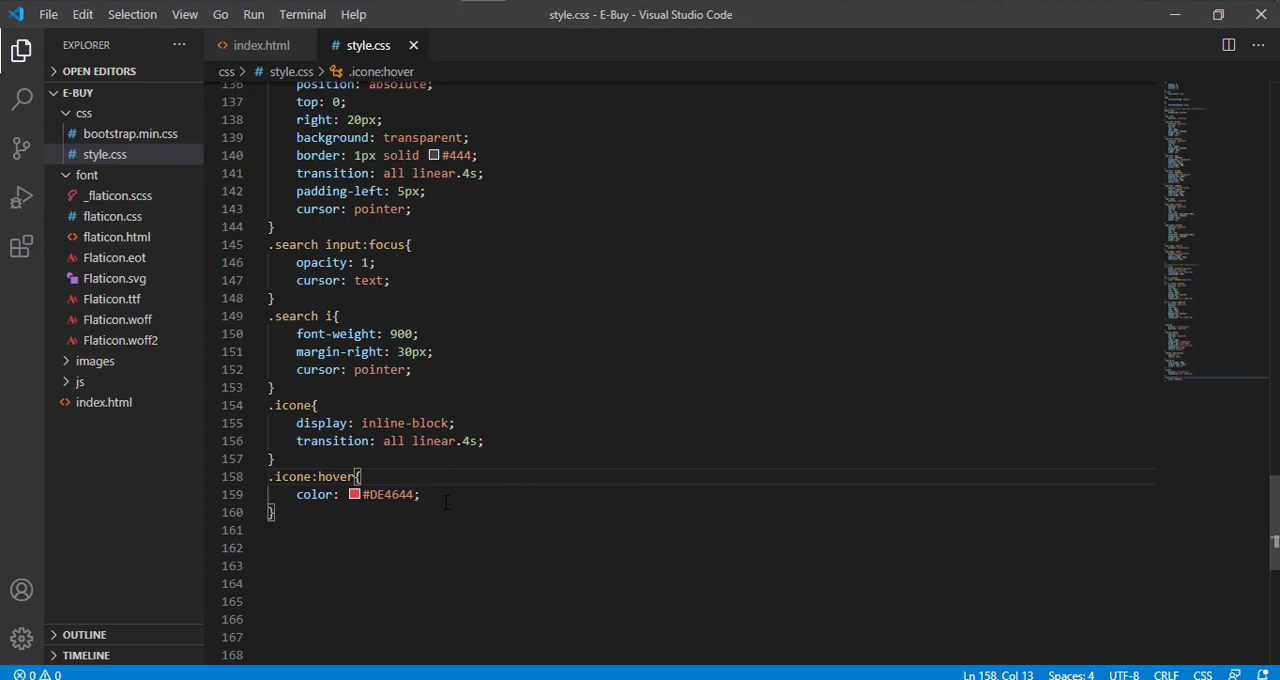 File Edit Selection View Go Run Terminal Help style.css - E-Buy - Visual Studio Code
EXPLORER ···
OPEN EDITORS
E-BUY
css
# bootstrap.min.css
# style.css
font
_flaticon.scss
# flaticon.css
<> flaticon.html
Flaticon.eot
Flaticon.svg
Flaticon.ttf
Flaticon.woff
Flaticon.woff2
images
js
<> index.html
OUTLINE
TIMELINE
<> index.html # style.css ×
css > # style.css > .icone:hover
136 position: absolute;
137 top: 0;
138 right: 20px;
139 background: transparent;
140 border: 1px solid #444;
141 transition: all linear.4s;
142 padding-left: 5px;
143 cursor: pointer;
144 }
145 .search input:focus{
146 opacity: 1;
147 cursor: text;
148 }
149 .search i{
150 font-weight: 900;
151 margin-right: 30px;
152 cursor: pointer;
153 }
154 .icone{
155 display: inline-block;
156 transition: all linear.4s;
157 }
158 .icone:hover{
159 color: #DE4644;
160 }
161
162
163
164
165
166
167
168
0 0 Ln 158, Col 13 Spaces: 4 UTF-8 CRLF CSS